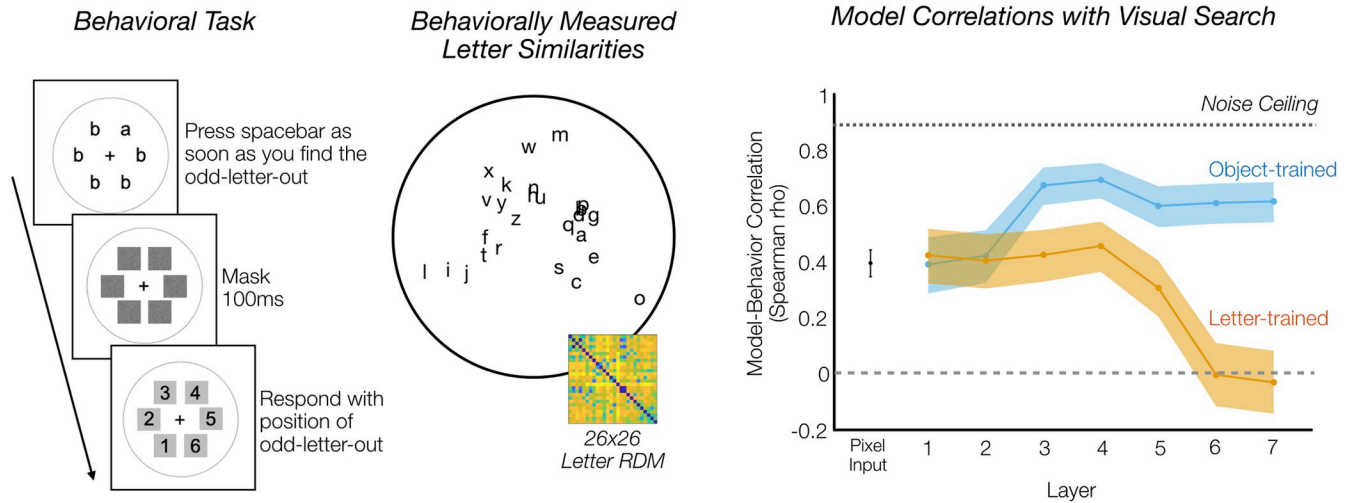 Behavioral Task
b a
b + b
b b
Press spacebar as
soon as you find the
odd-letter-out
+
Mask
100ms
3 4
2 + 5
1 6
Respond with
position of
odd-letter-out
Behaviorally Measured
Letter Similarities
m
w
x
k
v y
u
z
g
q
a
f
t r
e
l i j
s
c
o
26x26
Letter RDM
Model Correlations with Visual Search
Model-Behavior Correlation
(Spearman rho)
1
0.8
0.6
0.4
0.2
0
-0.2
Noise Ceiling
Object-trained
Letter-trained
Pixel
Input
1 2 3 4 5 6 7
Layer